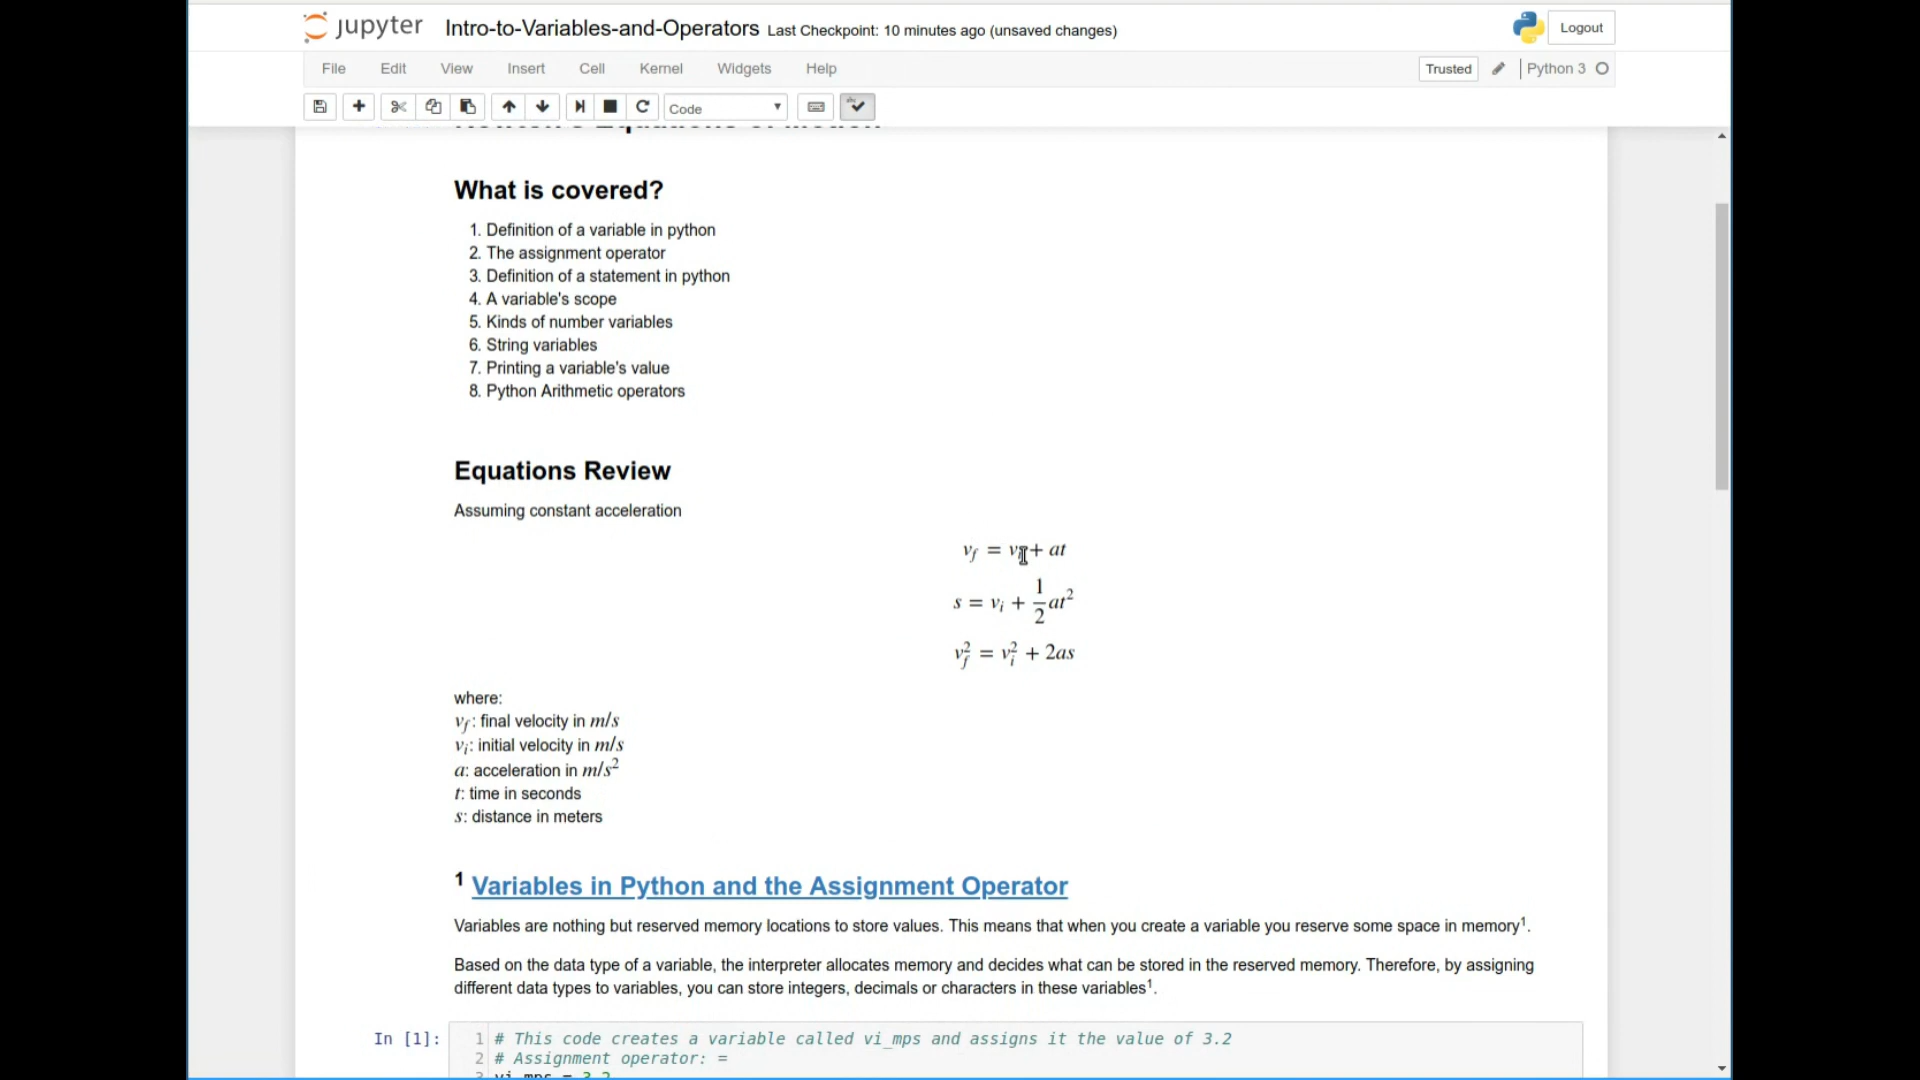 jupyter Intro-to-Variables-and-Operators Last Checkpoint: 10 minutes ago (unsaved changes) Logout
File Edit View Insert Cell Kernel Widgets Help Trusted Python 3
Code
Newton's Equations of Motion
What is covered?
1. Definition of a variable in python
2. The assignment operator
3. Definition of a statement in python
4. A variable's scope
5. Kinds of number variables
6. String variables
7. Printing a variable's value
8. Python Arithmetic operators
Equations Review
Assuming constant acceleration
v_f = v_i + at
s = v_i + \frac{1}{2}at^2
v_f^2 = v_i^2 + 2as
where:
v_f: final velocity in m/s
v_i: initial velocity in m/s
a: acceleration in m/s^2
t: time in seconds
s: distance in meters
1 Variables in Python and the Assignment Operator
Variables are nothing but reserved memory locations to store values. This means that when you create a variable you reserve some space in memory¹.
Based on the data type of a variable, the interpreter allocates memory and decides what can be stored in the reserved memory. Therefore, by assigning
different data types to variables, you can store integers, decimals or characters in these variables¹.
In [1]: 1 # This code creates a variable called vi_mps and assigns it the value of 3.2
2 # Assignment operator: =
3 vi_mps = 3.2